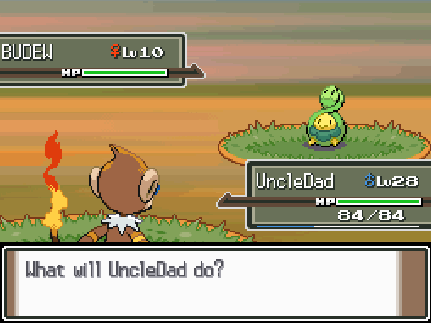 BUDEW ♀Lv10
HP
UncleDad ♂Lv28
HP
84/84
What will UncleDad do?